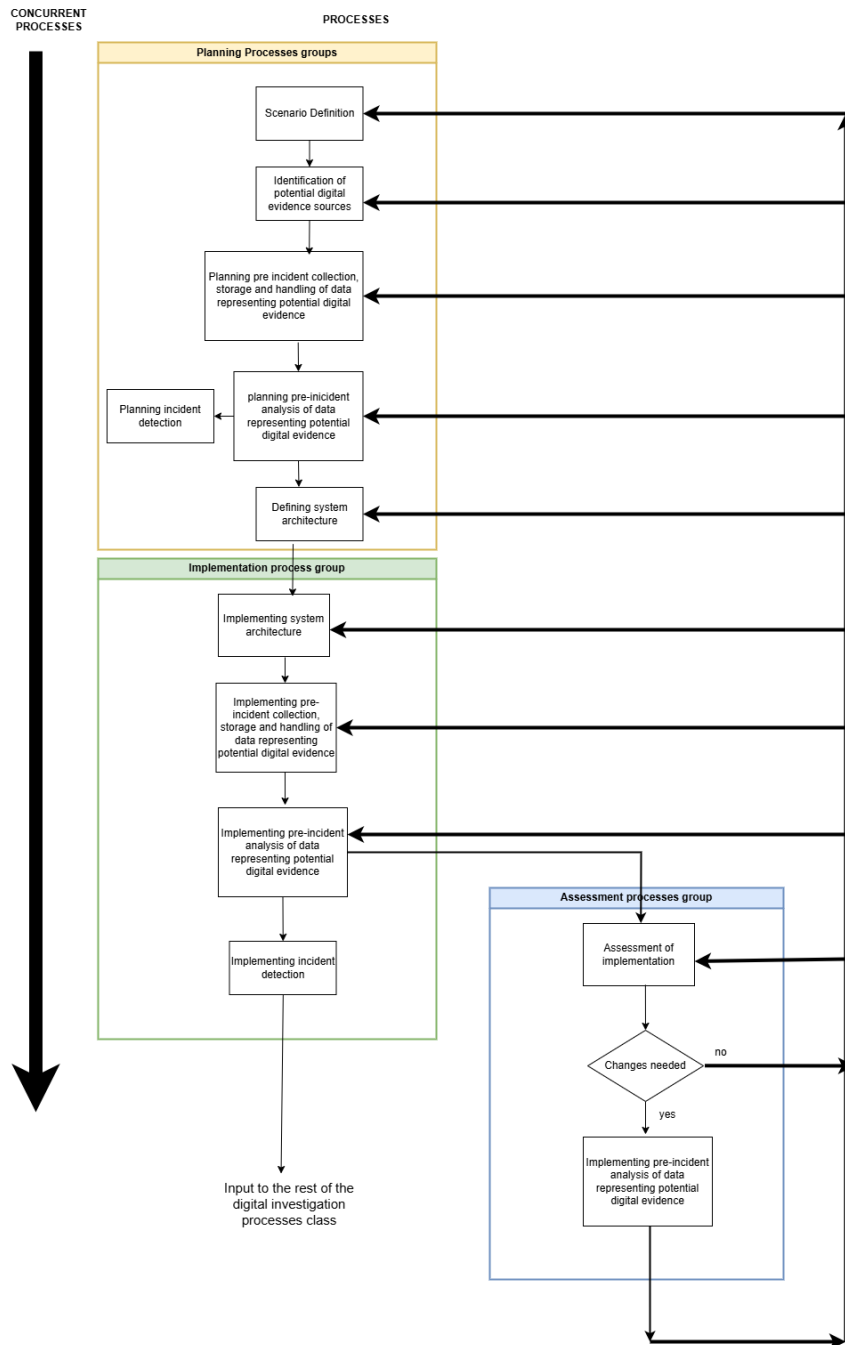 CONCURRENT
PROCESSES
PROCESSES
Planning Processes groups
Scenario Definition
Identification of
potential digital
evidence sources
Planning pre incident collection,
storage and handling of data
representing potential digital
evidence
planning pre-inicident
analysis of data
representing potential
digital evidence
Planning incident
detection
Defining system
architecture
Implementation process group
Implementing system
architecture
Implementing pre-
incident collection,
storage and handling of
data representing
potential digital evidence
Implementing pre-incident
analysis of data
representing potential
digital evidence
Implementing incident
detection
Input to the rest of the
digital investigation
processes class
Assessment processes group
Assessment of
implementation
Changes needed
no
yes
Implementing pre-incident
analysis of data
representing potential
digital evidence